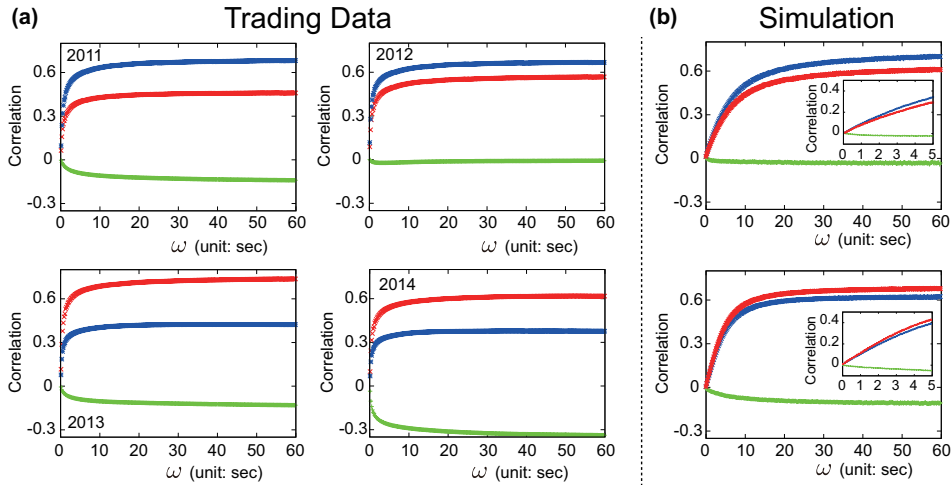 (a) Trading Data
(b) Simulation
2011
Correlation
0.6
0.3
0
-0.3
0 10 20 30 40 50 60
ω (unit: sec)
2012
0.6
0.3
0
-0.3
Correlation
0 10 20 30 40 50 60
ω (unit: sec)
Correlation
0.6
0.3
0
-0.3
0 10 20 30 40 50 60
ω (unit: sec)
Correlation
0.4
0.2
0
0 1 2 3 4 5
2013
Correlation
0.6
0.3
0
-0.3
0 10 20 30 40 50 60
ω (unit: sec)
2014
Correlation
0.6
0.3
0
-0.3
0 10 20 30 40 50 60
ω (unit: sec)
Correlation
0.6
0.3
0
-0.3
0 10 20 30 40 50 60
ω (unit: sec)
Correlation
0.4
0.2
0
0 1 2 3 4 5